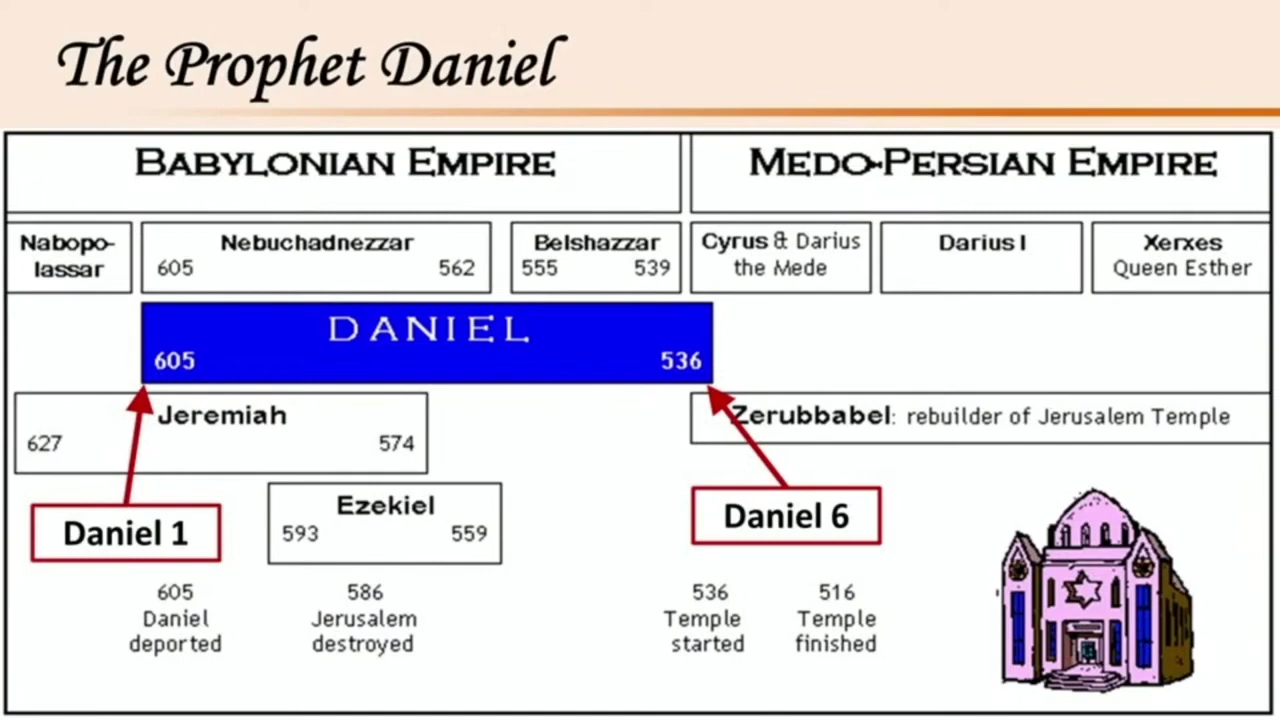 The Prophet Daniel
BABYLONIAN EMPIRE
MEDO-PERSIAN EMPIRE
Nabopo-
lassar
Nebuchadnezzar
605 562
Belshazzar
555 539
Cyrus & Darius
the Mede
Darius I
Xerxes
Queen Esther
DANIEL
605 536
Jeremiah
627 574
Zerubbabel: rebuilder of Jerusalem Temple
Ezekiel
593 559
Daniel 1
Daniel 6
605
Daniel
deported
586
Jerusalem
destroyed
536
Temple
started
516
Temple
finished